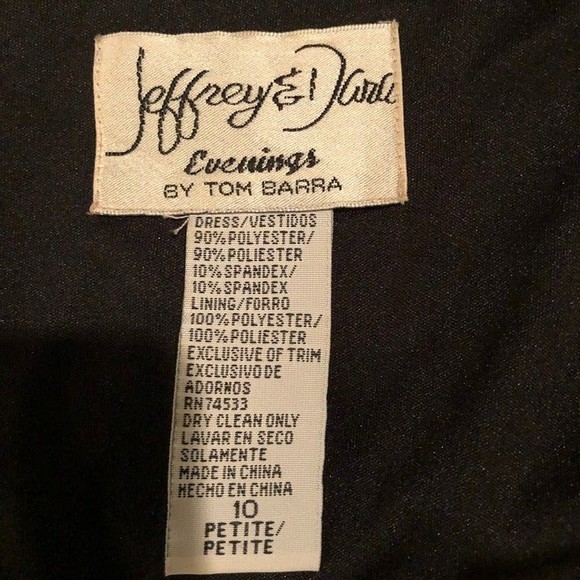 Jeffrey & Dara
Evenings
BY TOM BARRA
DRESS/VESTIDOS
90% POLYESTER/
90% POLIESTER
10% SPANDEX/
10% SPANDEX
LINING/FORRO
100% POLYESTER/
100% POLIESTER
EXCLUSIVE OF TRIM
EXCLUSIVO DE
ADORNOS
RN74533
DRY CLEAN ONLY
LAVAR EN SECO
SOLAMENTE
MADE IN CHINA
HECHO EN CHINA
10
PETITE/
PETITE